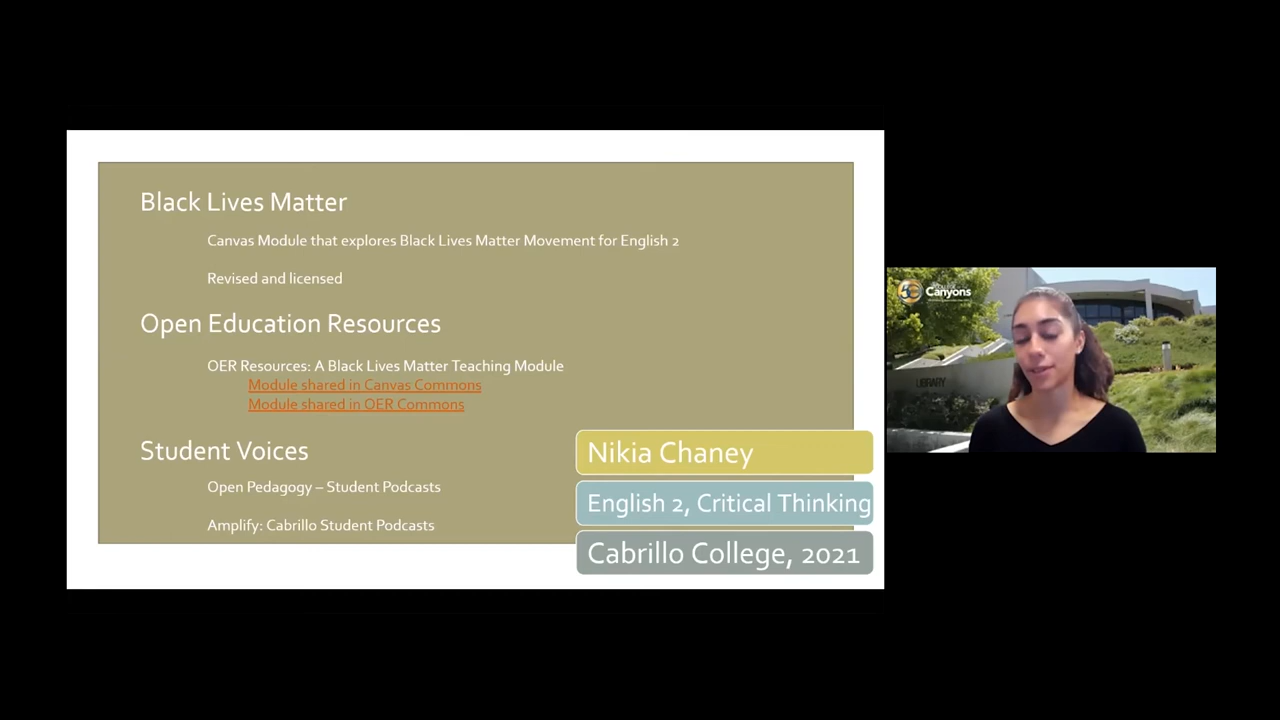 Black Lives Matter
Canvas Module that explores Black Lives Matter Movement for English 2
Revised and licensed
Open Education Resources
OER Resources: A Black Lives Matter Teaching Module
Module shared in Canvas Commons
Module shared in OER Commons
Student Voices
Open Pedagogy – Student Podcasts
Amplify: Cabrillo Student Podcasts
Nikia Chaney
English 2, Critical Thinking
Cabrillo College, 2021
Canyons
LIBRARY